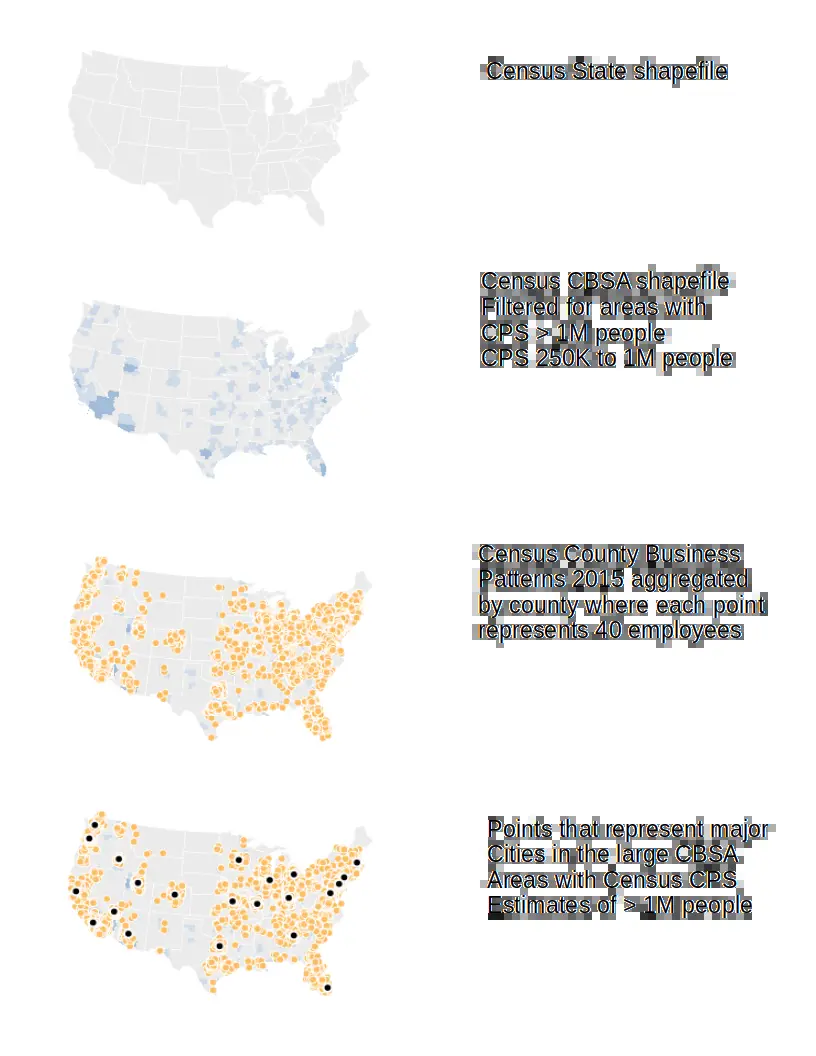 Census State shapefile
Census CBSA shapefile
Filtered for areas with
CPS > 1M people
CPS 250K to 1M people
Census County Business
Patterns 2015 aggregated
by county where each point
represents 40 employees
Points that represent major
Cities in the large CBSA
Areas with Census CPS
Estimates of > 1M people